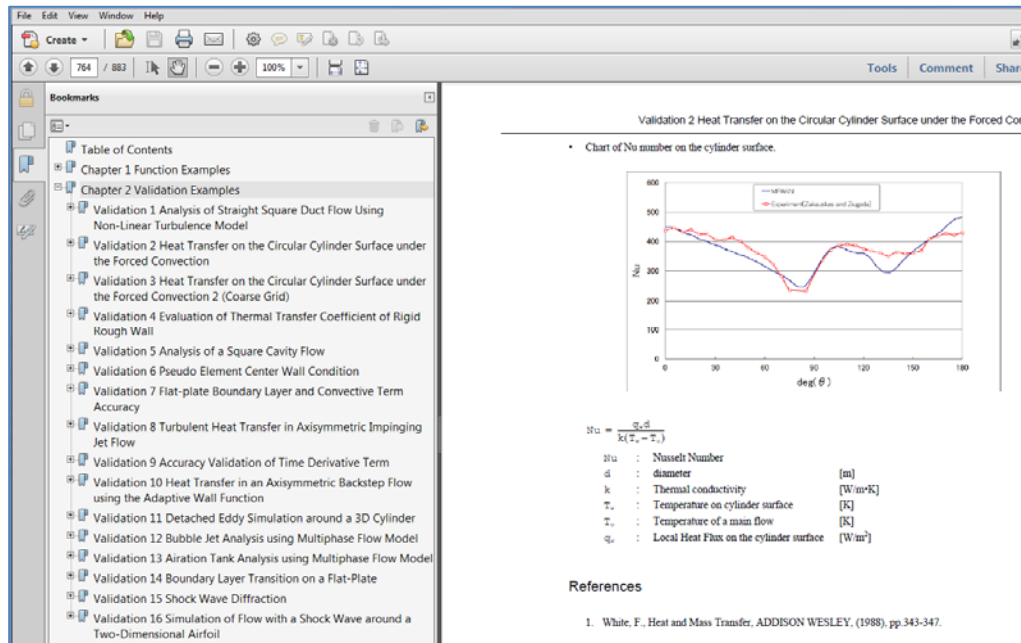 File Edit View Window Help
Create
764 / 883
100%
Tools Comment Share
Bookmarks
Table of Contents
Chapter 1 Function Examples
Chapter 2 Validation Examples
Validation 1 Analysis of Straight Square Duct Flow Using
Non-Linear Turbulence Model
Validation 2 Heat Transfer on the Circular Cylinder Surface under
the Forced Convection
Validation 3 Heat Transfer on the Circular Cylinder Surface under
the Forced Convection 2 (Coarse Grid)
Validation 4 Evaluation of Thermal Transfer Coefficient of Rigid
Rough Wall
Validation 5 Analysis of a Square Cavity Flow
Validation 6 Pseudo Element Center Wall Condition
Validation 7 Flat-plate Boundary Layer and Convective Term
Accuracy
Validation 8 Turbulent Heat Transfer in Axisymmetric Impinging
Jet Flow
Validation 9 Accuracy Validation of Time Derivative Term
Validation 10 Heat Transfer in an Axisymmetric Backstep Flow
using the Adaptive Wall Function
Validation 11 Detached Eddy Simulation around a 3D Cylinder
Validation 12 Bubble Jet Analysis using Multiphase Flow Model
Validation 13 Airation Tank Analysis using Multiphase Flow Model
Validation 14 Boundary Layer Transition on a Flat-Plate
Validation 15 Shock Wave Diffraction
Validation 16 Simulation of Flow with a Shock Wave around a
Two-Dimensional Airfoil
Validation 2 Heat Transfer on the Circular Cylinder Surface under the Forced Co
• Chart of Nu number on the cylinder surface.
600
500
400
300
200
100
0
Nu
0 30 60 90 120 150 180
deg(θ)
Nu =
Nu : Nusselt Number
d : diameter [m]
k : Thermal conductivity [W/m•K]
: Temperature on cylinder surface [K]
: Temperature of a main flow [K]
: Local Heat Flux on the cylinder surface [W/m²]
References
1. White, F., Heat and Mass Transfer, ADDISON WESLEY, (1988), pp.343-347.